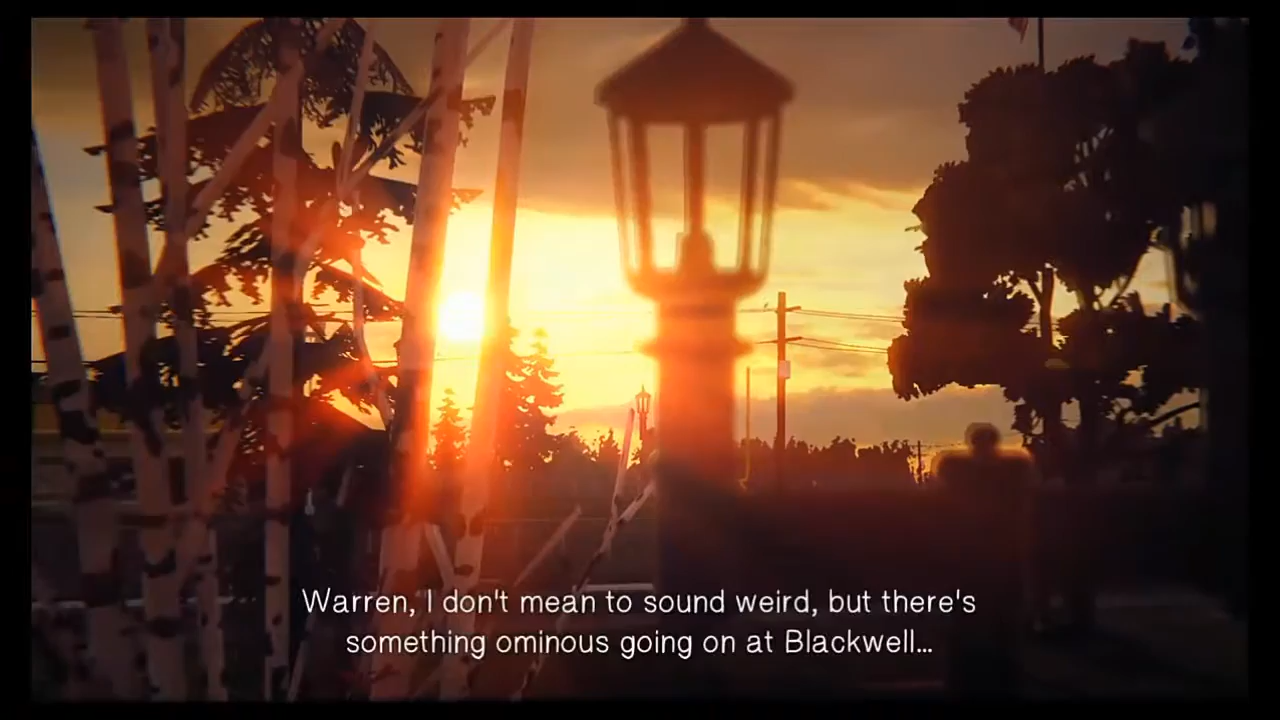 Warren, I don't mean to sound weird, but there's
something ominous going on at Blackwell...